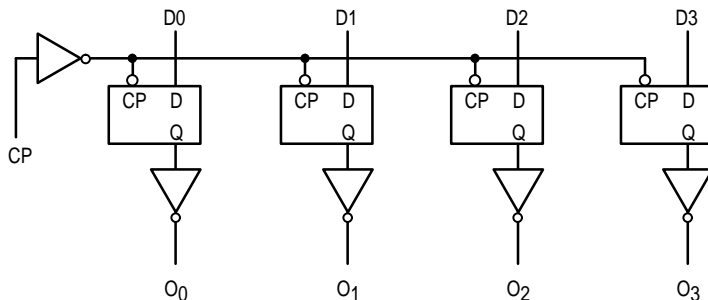 D0 D1 D2 D3
CP D CP D CP D CP D
Q Q Q Q
CP
O0 O1 O2 O3